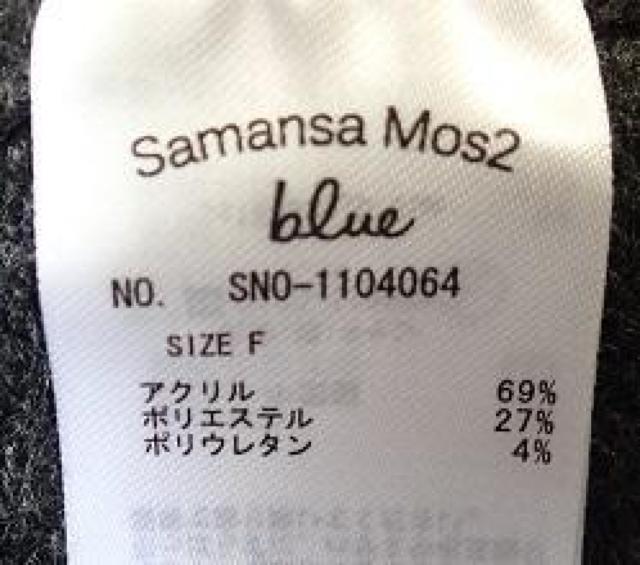 Samansa Mos2
blue
NO. SNO-1104064
SIZE F
アクリル 69%
ポリエステル 27%
ポリウレタン 4%